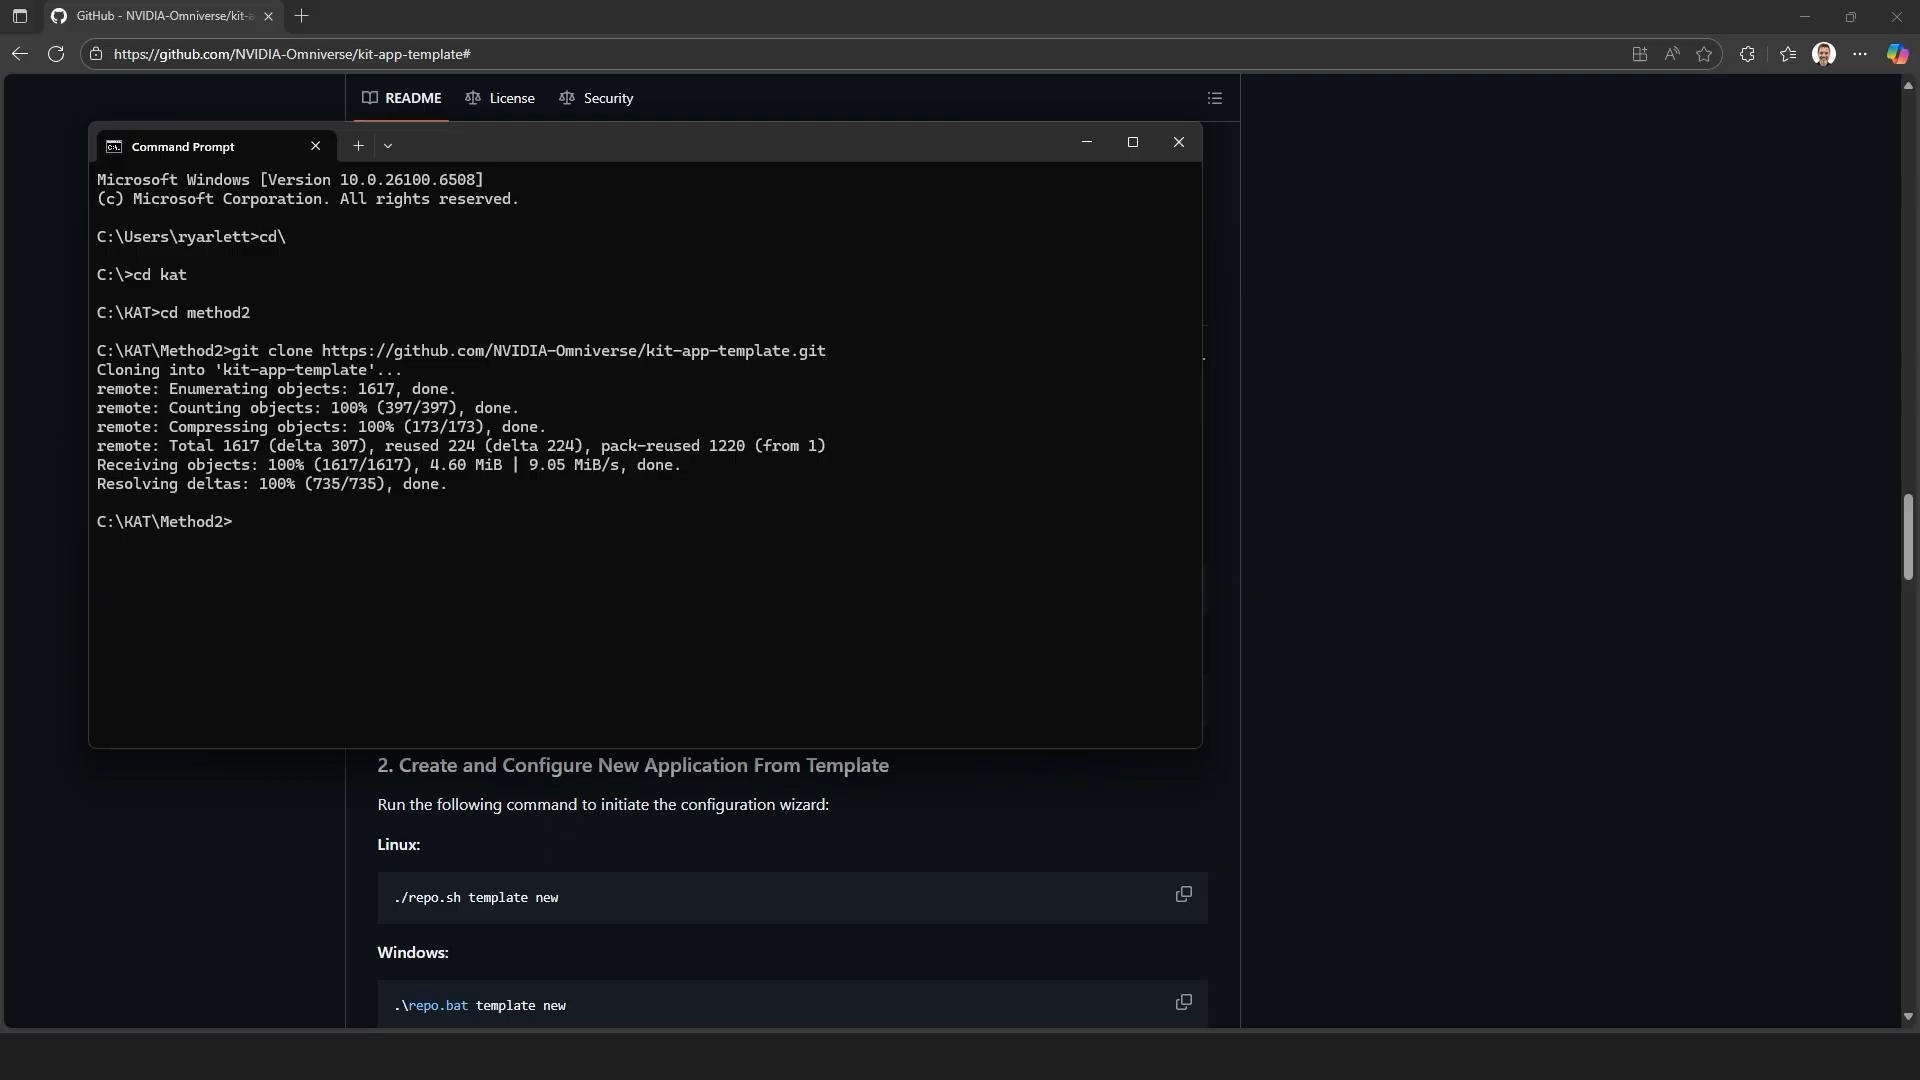 GitHub - NVIDIA-Omniverse/kit-a
https://github.com/NVIDIA-Omniverse/kit-app-template#
README
License
Security
Command Prompt
Microsoft Windows [Version 10.0.26100.6508]
(c) Microsoft Corporation. All rights reserved.
C:\Users\ryarlett>cd\
C:\>cd kat
C:\KAT>cd method2
C:\KAT\Method2>git clone https://github.com/NVIDIA-Omniverse/kit-app-template.git
Cloning into 'kit-app-template'...
remote: Enumerating objects: 1617, done.
remote: Counting objects: 100% (397/397), done.
remote: Compressing objects: 100% (173/173), done.
remote: Total 1617 (delta 307), reused 224 (delta 224), pack-reused 1220 (from 1)
Receiving objects: 100% (1617/1617), 4.60 MiB | 9.05 MiB/s, done.
Resolving deltas: 100% (735/735), done.
C:\KAT\Method2>
2. Create and Configure New Application From Template
Run the following command to initiate the configuration wizard:
Linux:
./repo.sh template new
Windows:
.\repo.bat template new